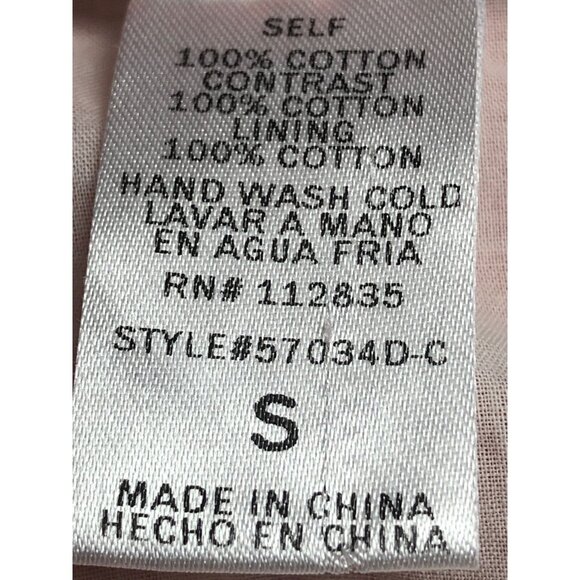 SELF
100% COTTON
CONTRAST
100% COTTON
LINING
100% COTTON
HAND WASH COLD
LAVAR A MANO
EN AGUA FRIA
RN# 112835
STYLE#57034D-C
S
MADE IN CHINA
HECHO EN CHINA